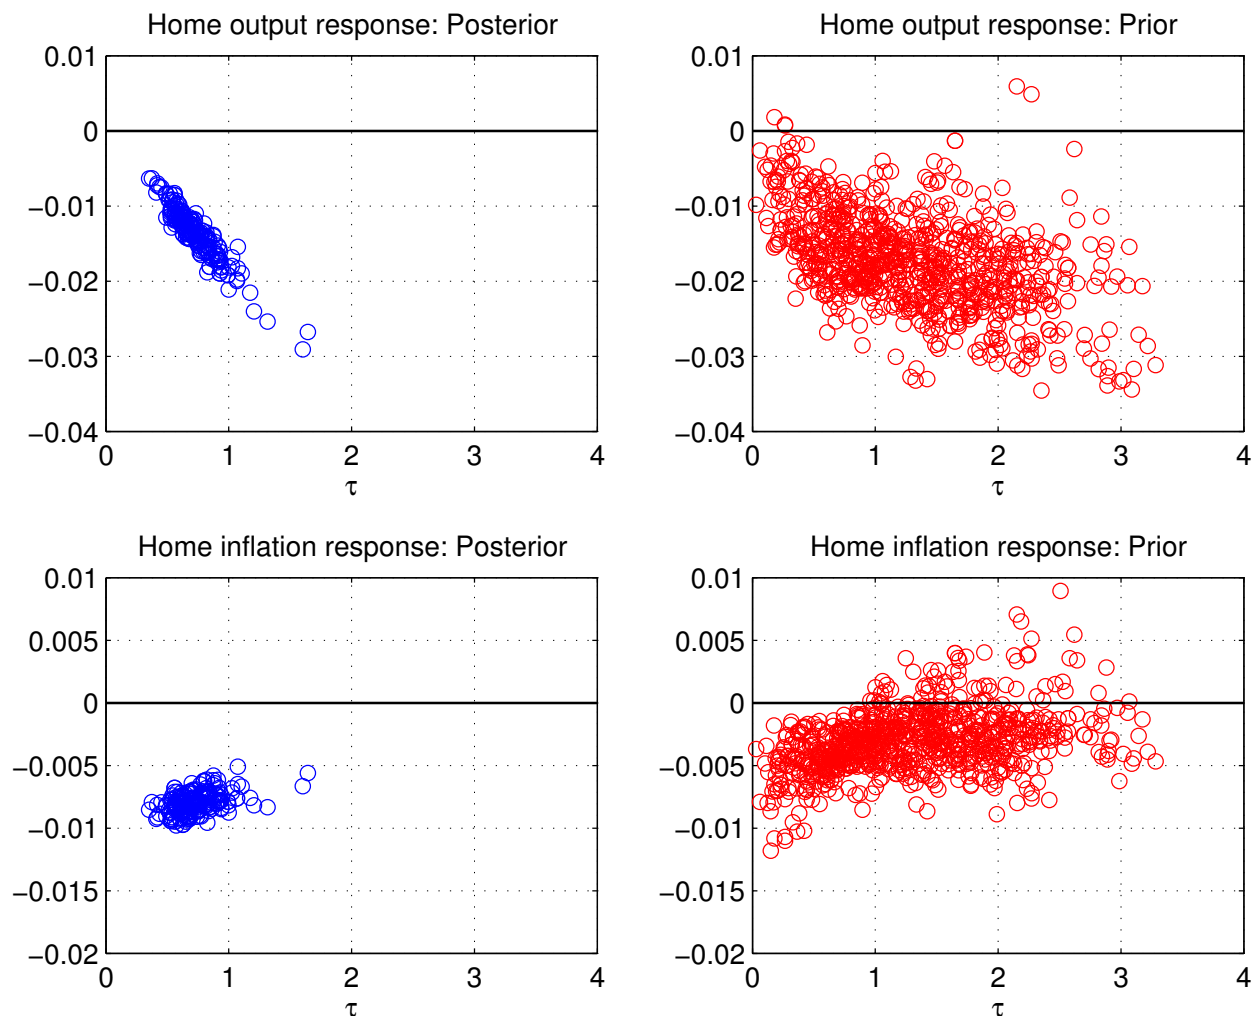 Home output response: Posterior
0.01
0
−0.01
−0.02
−0.03
−0.04
0 1 2 3 4
τ
Home output response: Prior
0.01
0
−0.01
−0.02
−0.03
−0.04
0 1 2 3 4
τ
Home inflation response: Posterior
0.01
0.005
0
−0.005
−0.01
−0.015
−0.02
0 1 2 3 4
τ
Home inflation response: Prior
0.01
0.005
0
−0.005
−0.01
−0.015
−0.02
0 1 2 3 4
τ